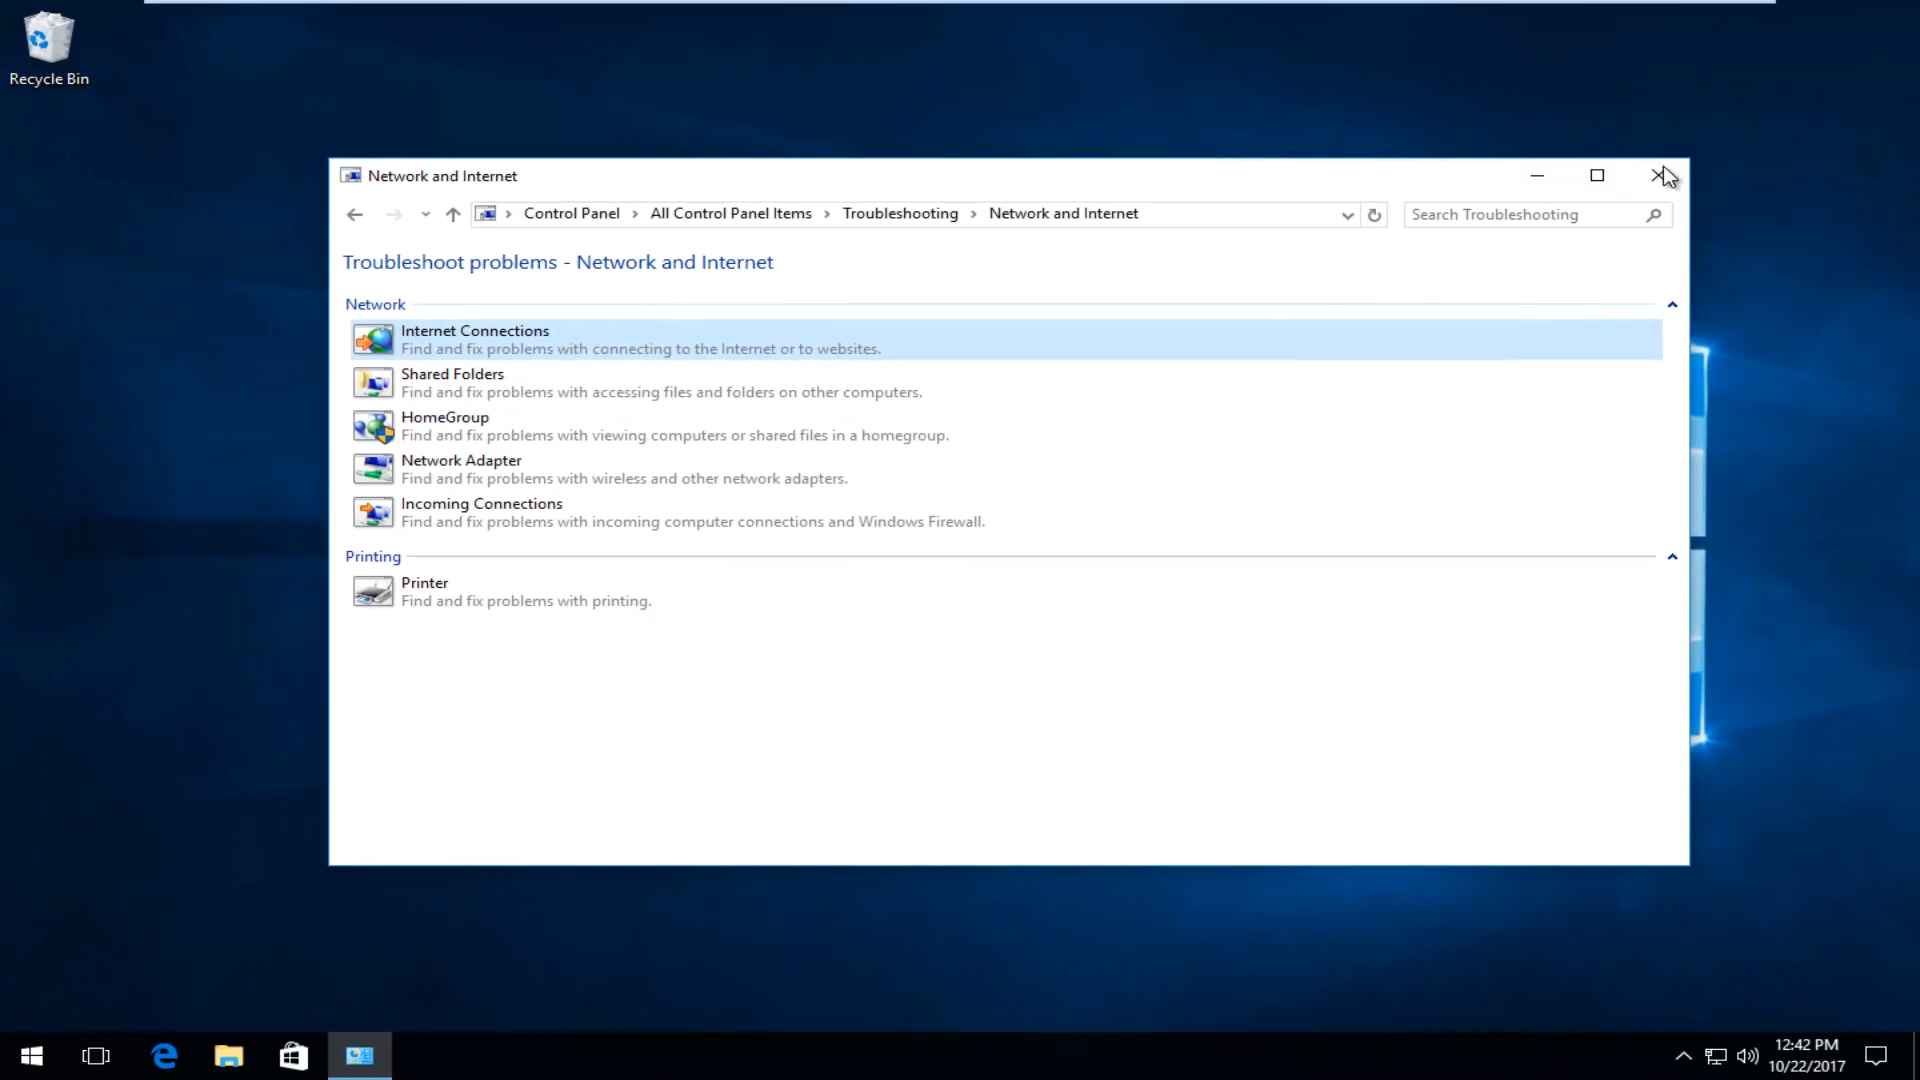 Recycle Bin
Network and Internet
Control Panel > All Control Panel Items > Troubleshooting > Network and Internet
Search Troubleshooting
Troubleshoot problems - Network and Internet
Network
Internet Connections
Find and fix problems with connecting to the Internet or to websites.
Shared Folders
Find and fix problems with accessing files and folders on other computers.
HomeGroup
Find and fix problems with viewing computers or shared files in a homegroup.
Network Adapter
Find and fix problems with wireless and other network adapters.
Incoming Connections
Find and fix problems with incoming computer connections and Windows Firewall.
Printing
Printer
Find and fix problems with printing.
12:42 PM
10/22/2017